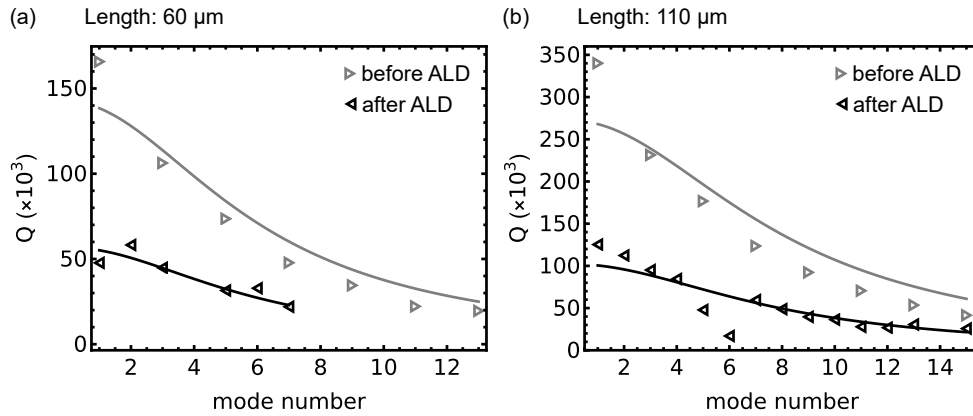 (a) Length: 60 μm
before ALD
after ALD
Q (×10³)
150
100
50
0
2 4 6 8 10 12
mode number
(b) Length: 110 μm
before ALD
after ALD
Q (×10³)
350
300
250
200
150
100
50
0
2 4 6 8 10 12 14
mode number